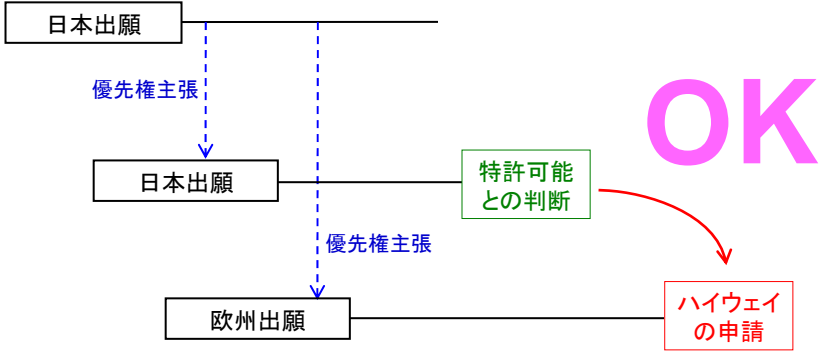 日本出願
優先権主張
OK
日本出願
特許可能
との判断
優先権主張
欧州出願
ハイウェイ
の申請